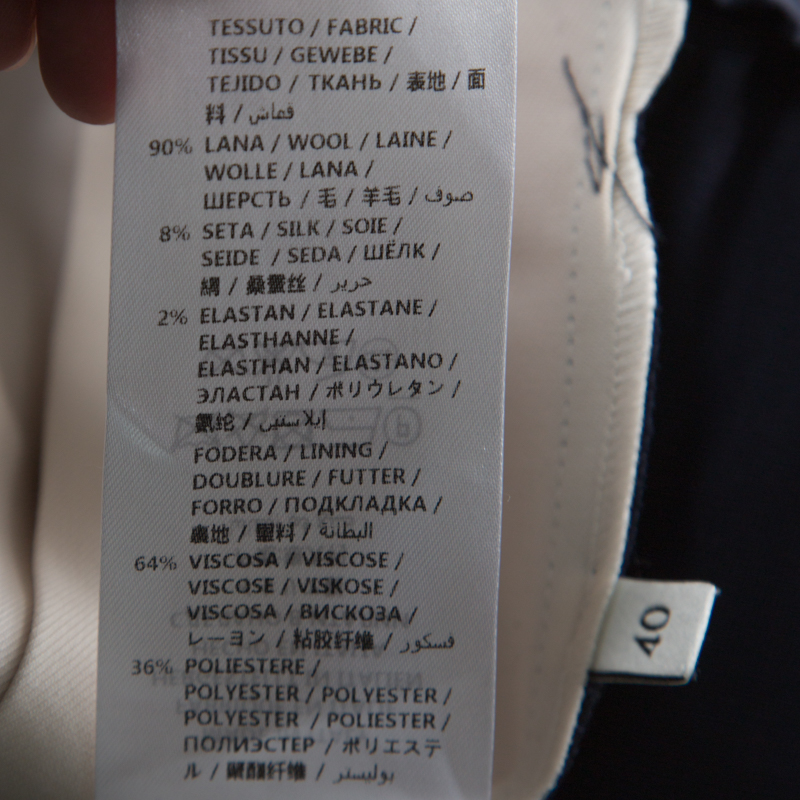 TESSUTO / FABRIC /
TISSU / GEWEBE /
TEJIDO / ТКАНЬ / 表地 / 面
料 / قماش
90% LANA / WOOL / LAINE /
WOLLE / LANA /
ШЕРСТЬ / 毛 / 羊毛 / صوف
8% SETA / SILK / SOIE /
SEIDE / SEDA / ШЁЛК /
絹 / 桑蚕丝 / حرير
2% ELASTAN / ELASTANE /
ELASTHANNE /
ELASTHAN / ELASTANO /
ЭЛАСТАН / ポリウレタン /
氨纶 / إيلاستين
FODERA / LINING /
DOUBLURE / FUTTER /
FORRO / ПОДКЛАДКА /
裏地 / 里料 / البطانة
64% VISCOSA / VISCOSE /
VISCOSE / VISKOSE /
VISCOSA / ВИСКОЗА /
レーヨン / 粘胶纤维 / فسكور
36% POLIESTERE /
POLYESTER / POLYESTER /
POLYESTER / POLIESTER /
ПОЛИЭСТЕР / ポリエステ
ル / 聚酯纤维 / بوليستر
40